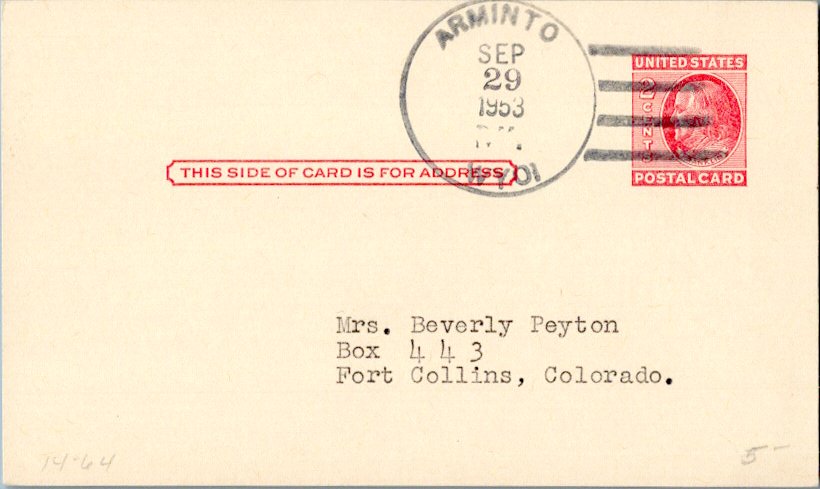 ARMINTO
SEP
29
1953
WYO.
UNITED STATES
2
CENTS
POSTAL CARD
THIS SIDE OF CARD IS FOR ADDRESS
Mrs. Beverly Peyton
Box 443
Fort Collins, Colorado.
14-64
5-